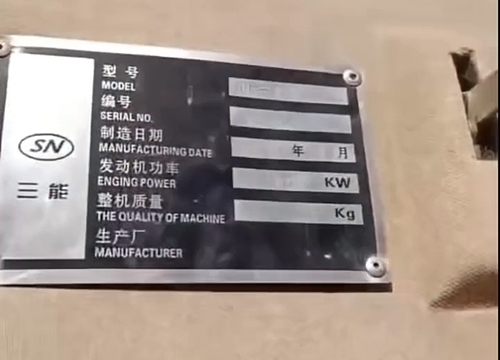 型号
MODEL
编号
SERIAL NO.
制造日期
MANUFACTURING DATE 年 月
发动机功率
ENGING POWER KW
整机质量
THE QUALITY OF MACHINE Kg
生产厂
MANUFACTURER
SN
三能